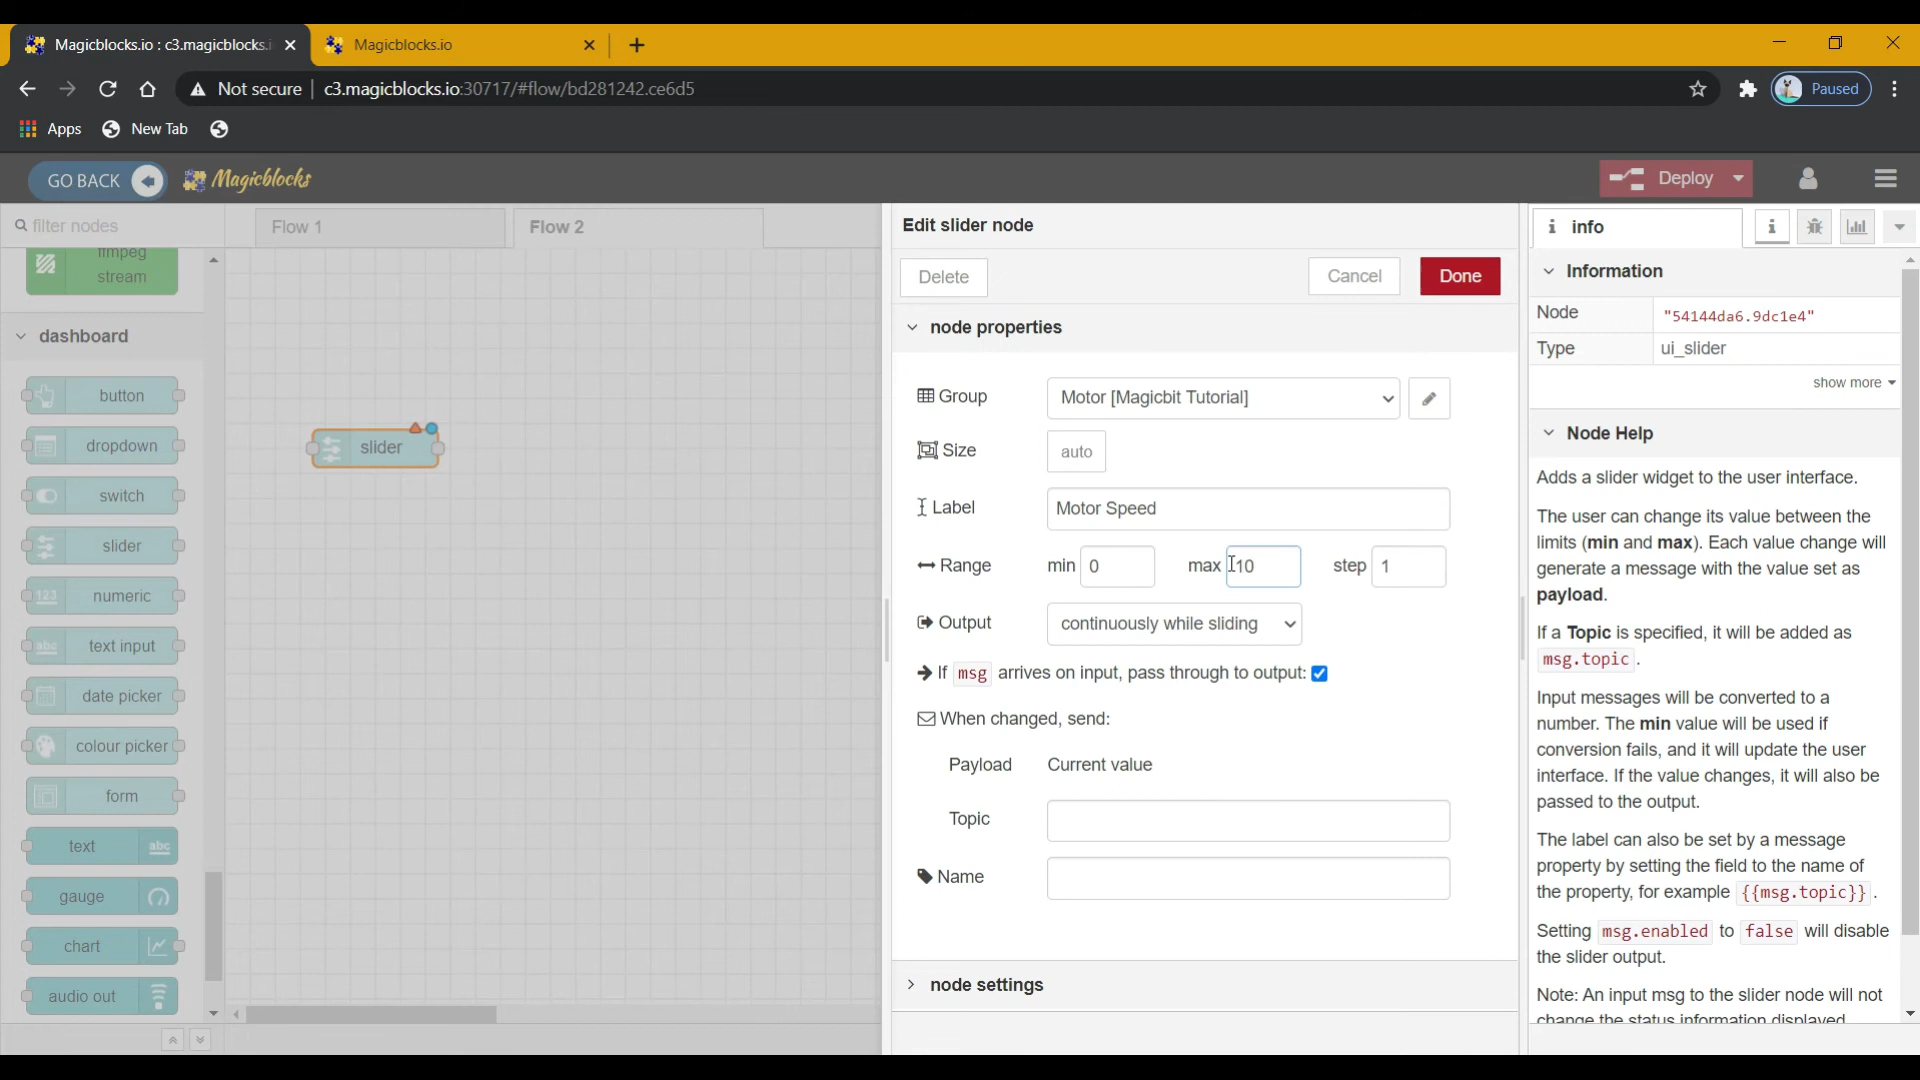 Magicblocks.io : c3.magicblocks.i
Magicblocks.io
Not secure
c3.magicblocks.io:30717/#flow/bd281242.ce6d5
Paused
Apps
New Tab
GO BACK
Magicblocks
Deploy
filter nodes
Flow 1
Flow 2
Edit slider node
info
ffmpeg
stream
dashboard
button
dropdown
switch
slider
numeric
text input
date picker
colour picker
form
text
gauge
chart
audio out
123
abc
abc
slider
Delete
Cancel
Done
node properties
Group
Motor [Magicbit Tutorial]
Size
auto
Label
Motor Speed
Range
min 0
max 10
step 1
Output
continuously while sliding
If msg arrives on input, pass through to output:
When changed, send:
Payload
Current value
Topic
Name
node settings
Information
Node
"54144da6.9dc1e4"
Type
ui_slider
show more
Node Help
Adds a slider widget to the user interface.
The user can change its value between the
limits (min and max). Each value change will
generate a message with the value set as
payload.
If a Topic is specified, it will be added as
msg.topic .
Input messages will be converted to a
number. The min value will be used if
conversion fails, and it will update the user
interface. If the value changes, it will also be
passed to the output.
The label can also be set by a message
property by setting the field to the name of
the property, for example {{msg.topic}} .
Setting msg.enabled to false will disable
the slider output.
Note: An input msg to the slider node will not
change the status information displayed